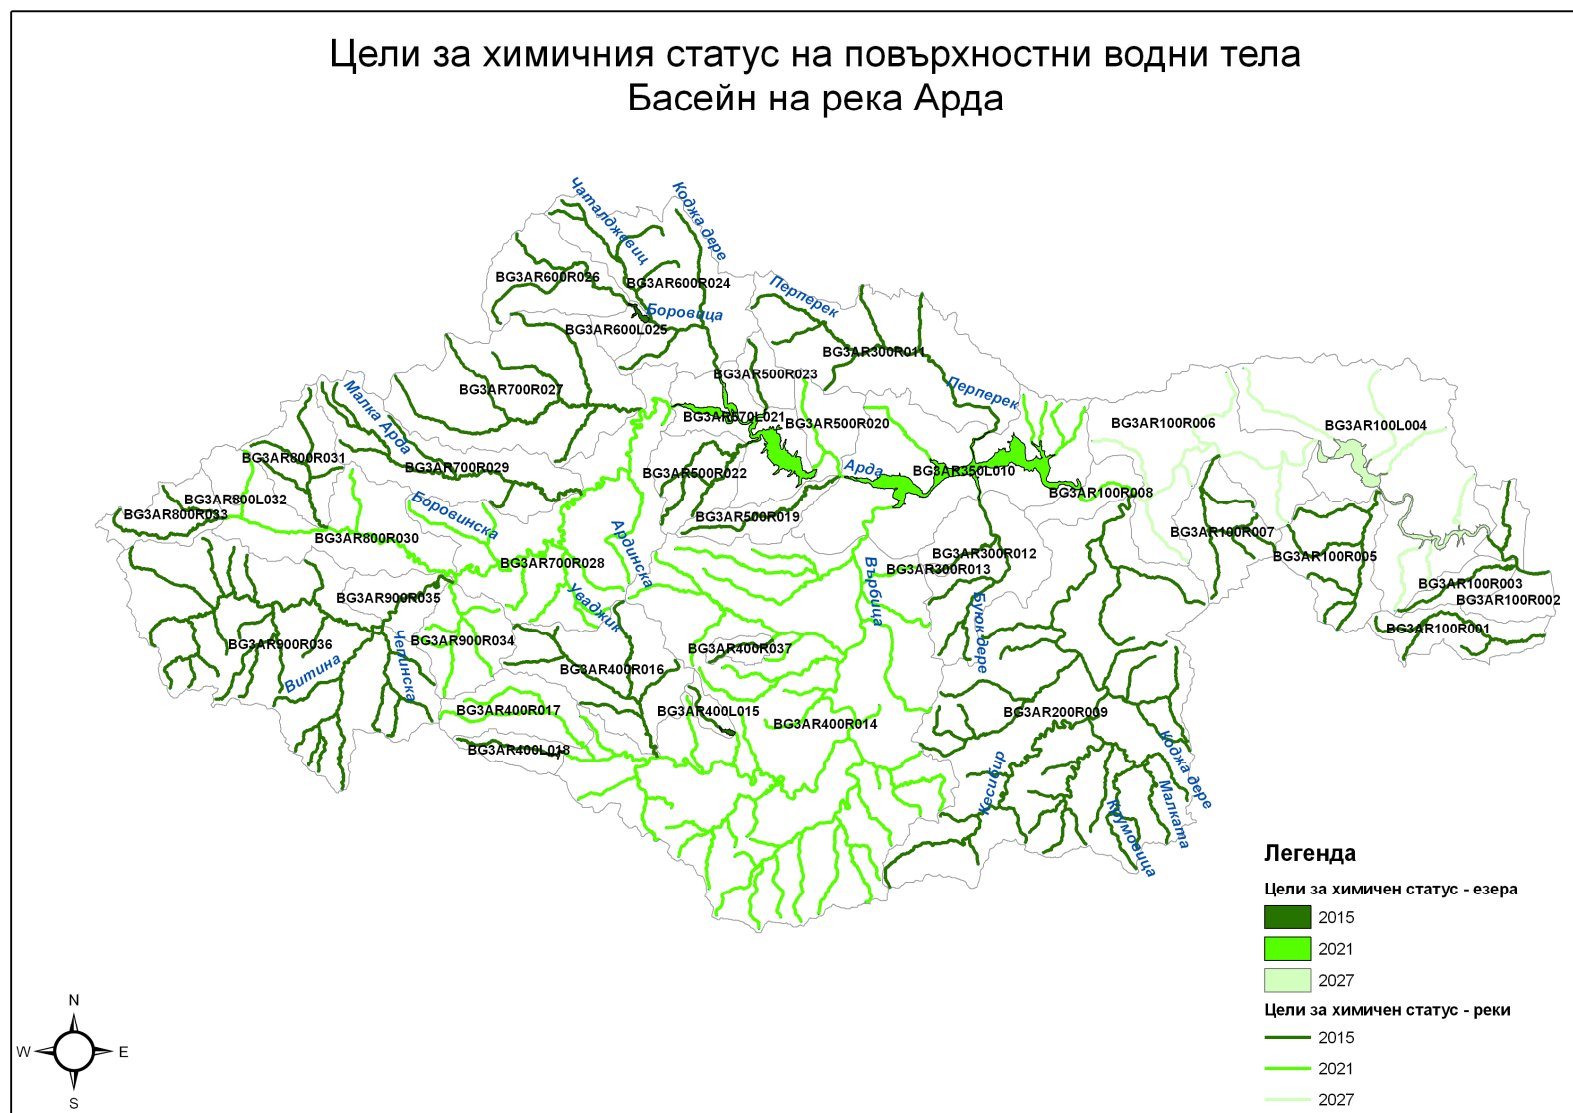 Цели за химичния статус на повърхностни водни тела
Басейн на река Арда
Чаталджевиц
Коджа дере
BG3AR600R026
BG3AR600R024
Перперек
Боровица
BG3AR600L025
BG3AR300R011
BG3AR500R023
Малка Арда
BG3AR700R027
Перперек
BG3AR570L021
BG3AR500R020
BG3AR100R006
BG3AR100L004
BG3AR800R031
BG3AR700R029
BG3AR500R022
Арда
BG3AR350L010
BG3AR100R008
BG3AR800L032
BG3AR800R033
Боровинска
BG3AR500R019
BG3AR800R030
Ардинска
BG3AR100R007
BG3AR700R028
BG3AR300R012
BG3AR300R013
BG3AR100R005
Върбица
BG3AR100R003
BG3AR100R002
BG3AR900R035
Уваджик
Буюк дере
BG3AR100R001
BG3AR900R036
Чепинска
BG3AR900R034
BG3AR400R037
Витина
BG3AR400R016
BG3AR400R017
BG3AR400L015
BG3AR400R014
BG3AR200R009
BG3AR400L018
Кесибир
Коджа дере
Малката
Крумовица
Легенда
Цели за химичен статус - езера
2015
2021
2027
Цели за химичен статус - реки
2015
2021
2027
N
W
E
S